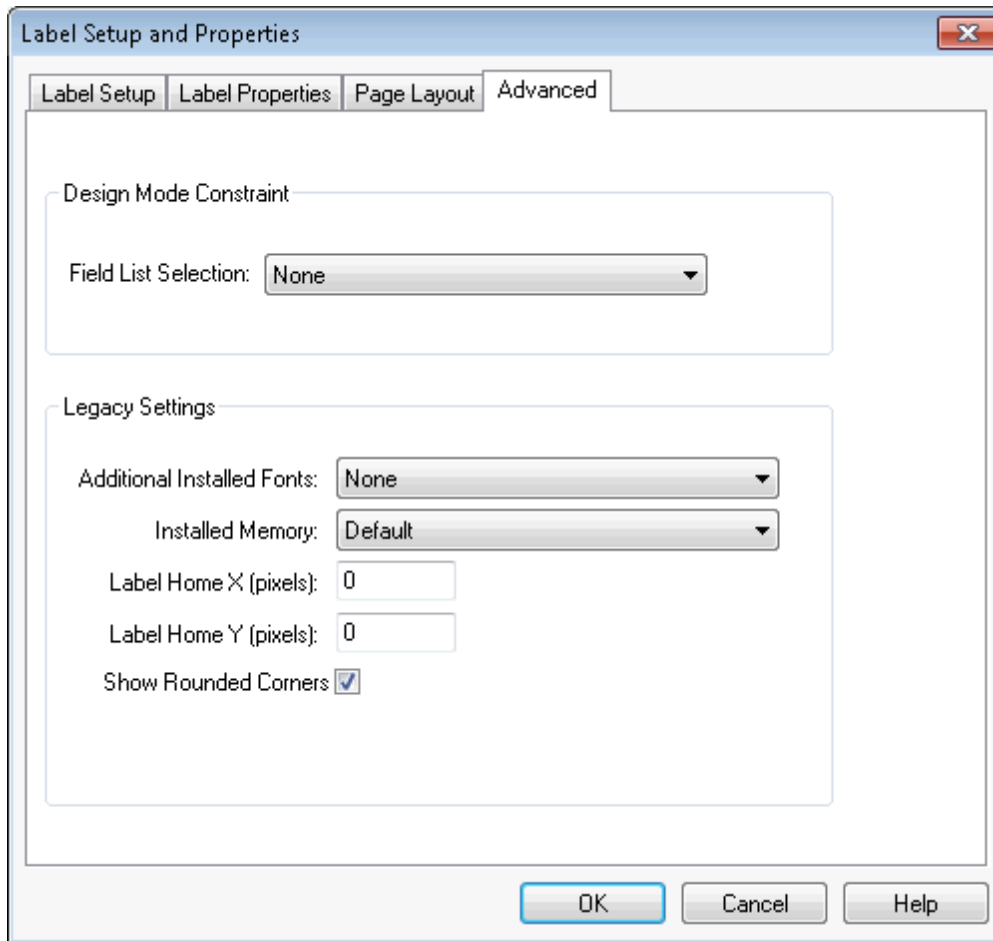 Label Setup and Properties
Label Setup Label Properties Page Layout Advanced
Design Mode Constraint
Field List Selection: None
Legacy Settings
Additional Installed Fonts: None
Installed Memory: Default
Label Home X (pixels): 0
Label Home Y (pixels): 0
Show Rounded Corners
OK Cancel Help